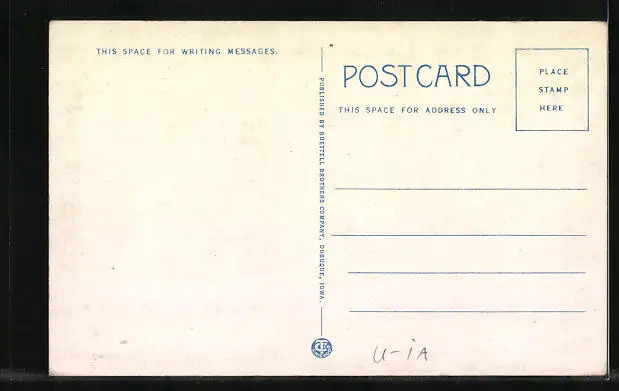 THIS SPACE FOR WRITING MESSAGES.
PUBLISHED BY BUETTELL BROTHERS COMPANY, DUBUQUE, IOWA.
POSTCARD
THIS SPACE FOR ADDRESS ONLY
PLACE
STAMP
HERE
U-IA